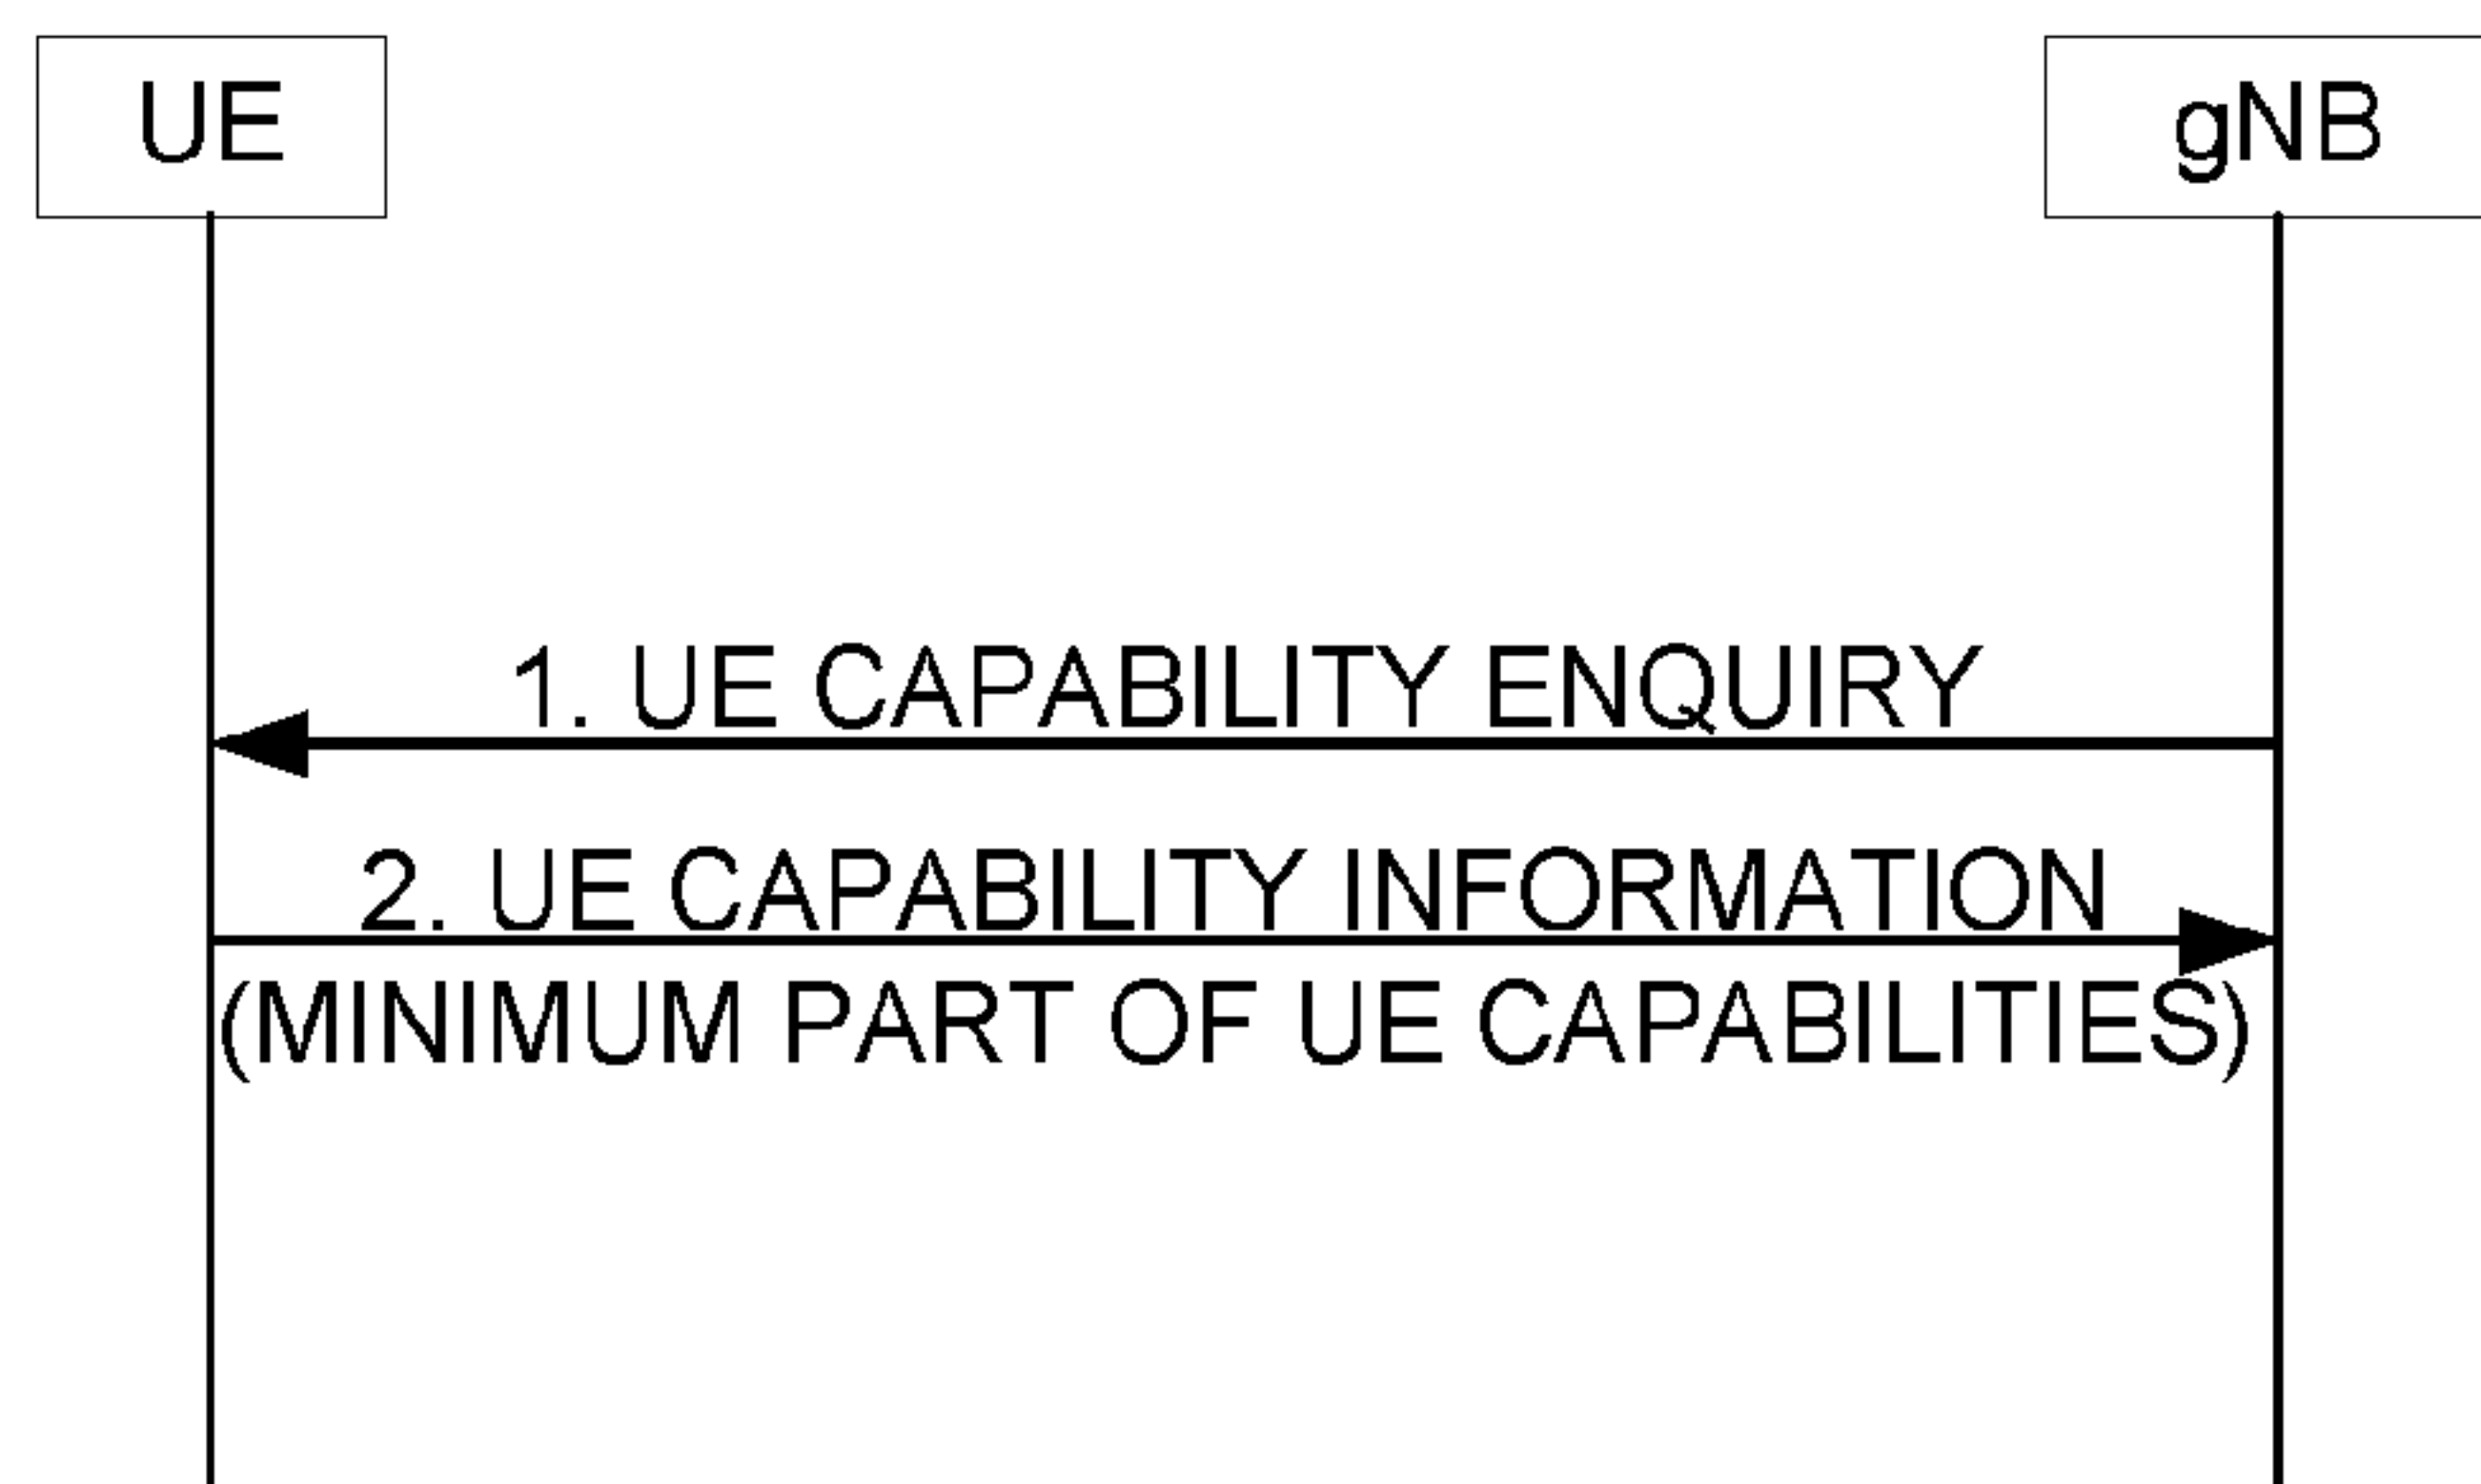 UE
gNB
1. UE CAPABILITY ENQUIRY
2. UE CAPABILITY INFORMATION
(MINIMUM PART OF UE CAPABILITIES)